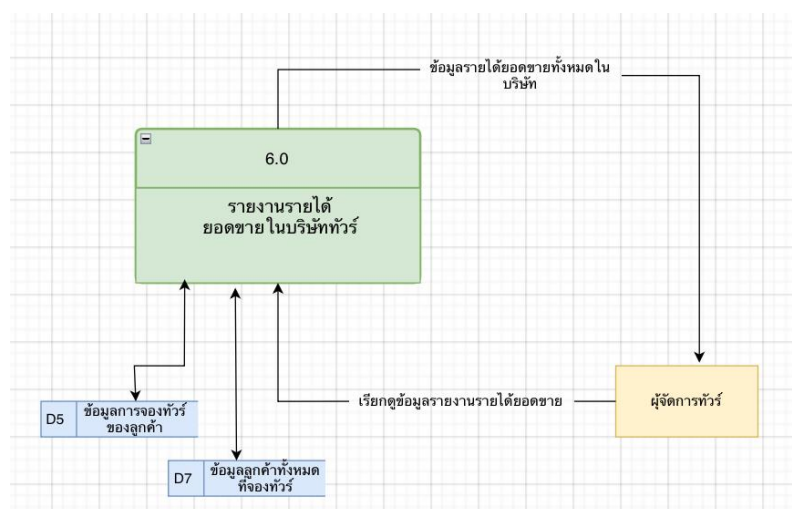 ข้อมูลรายได้ยอดขายทั้งหมดใน
บริษัท
6.0
รายงานรายได้
ยอดขายในบริษัททัวร์
เรียกดูข้อมูลรายงานรายได้ยอดขาย
ผู้จัดการทัวร์
D5
ข้อมูลการจองทัวร์
ของลูกค้า
D7
ข้อมูลลูกค้าทั้งหมด
ที่จองทัวร์